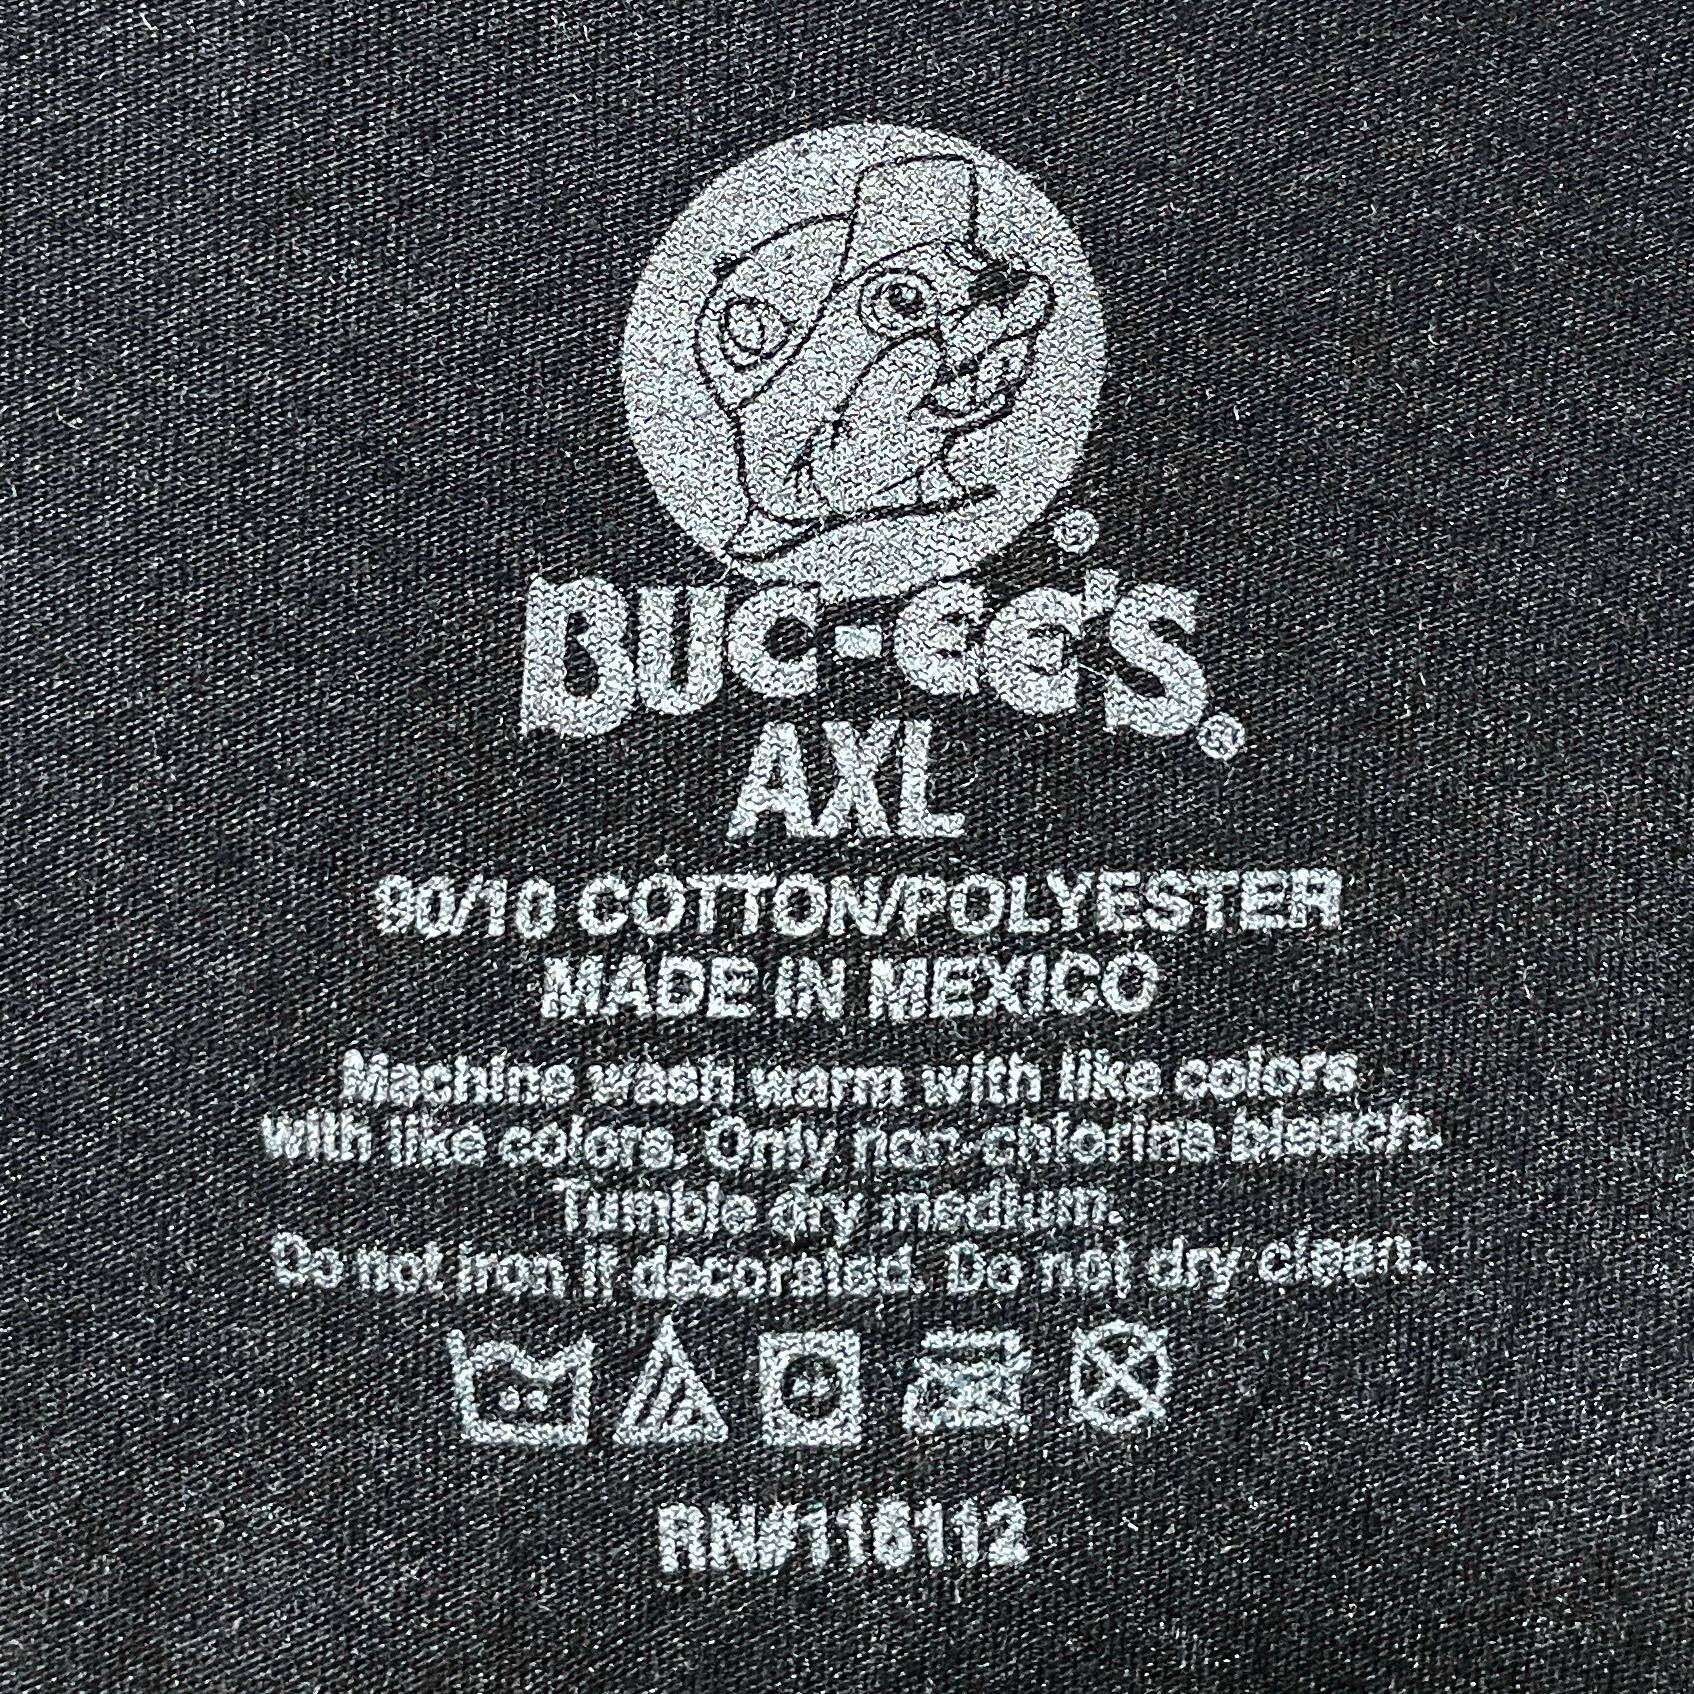 BUC-EE'S®
AXL
90/10 COTTON/POLYESTER
MADE IN MEXICO
Machine wash warm with like colors
with like colors. Only non-chlorine bleach.
Tumble dry medium.
Do not iron if decorated. Do not dry clean.
RN#116112